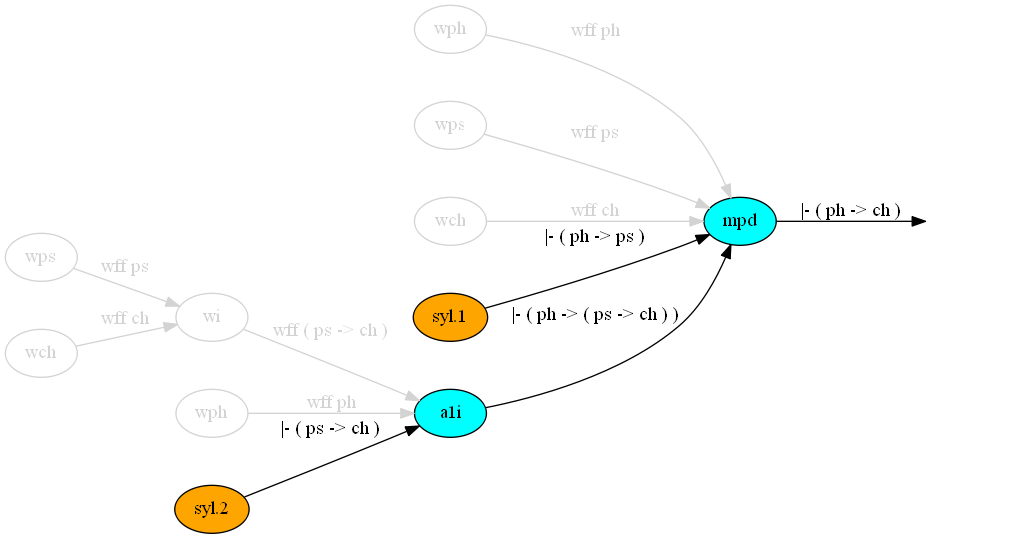 wph
wff ph
wps
wff ps
wch
wff ch
|- ( ph -> ps )
mpd
|- ( ph -> ch )
wps
wff ps
wch
wff ch
wi
wff ( ps -> ch )
syl.1
|- ( ph -> ( ps -> ch ) )
wph
wff ph
|- ( ps -> ch )
a1i
syl.2